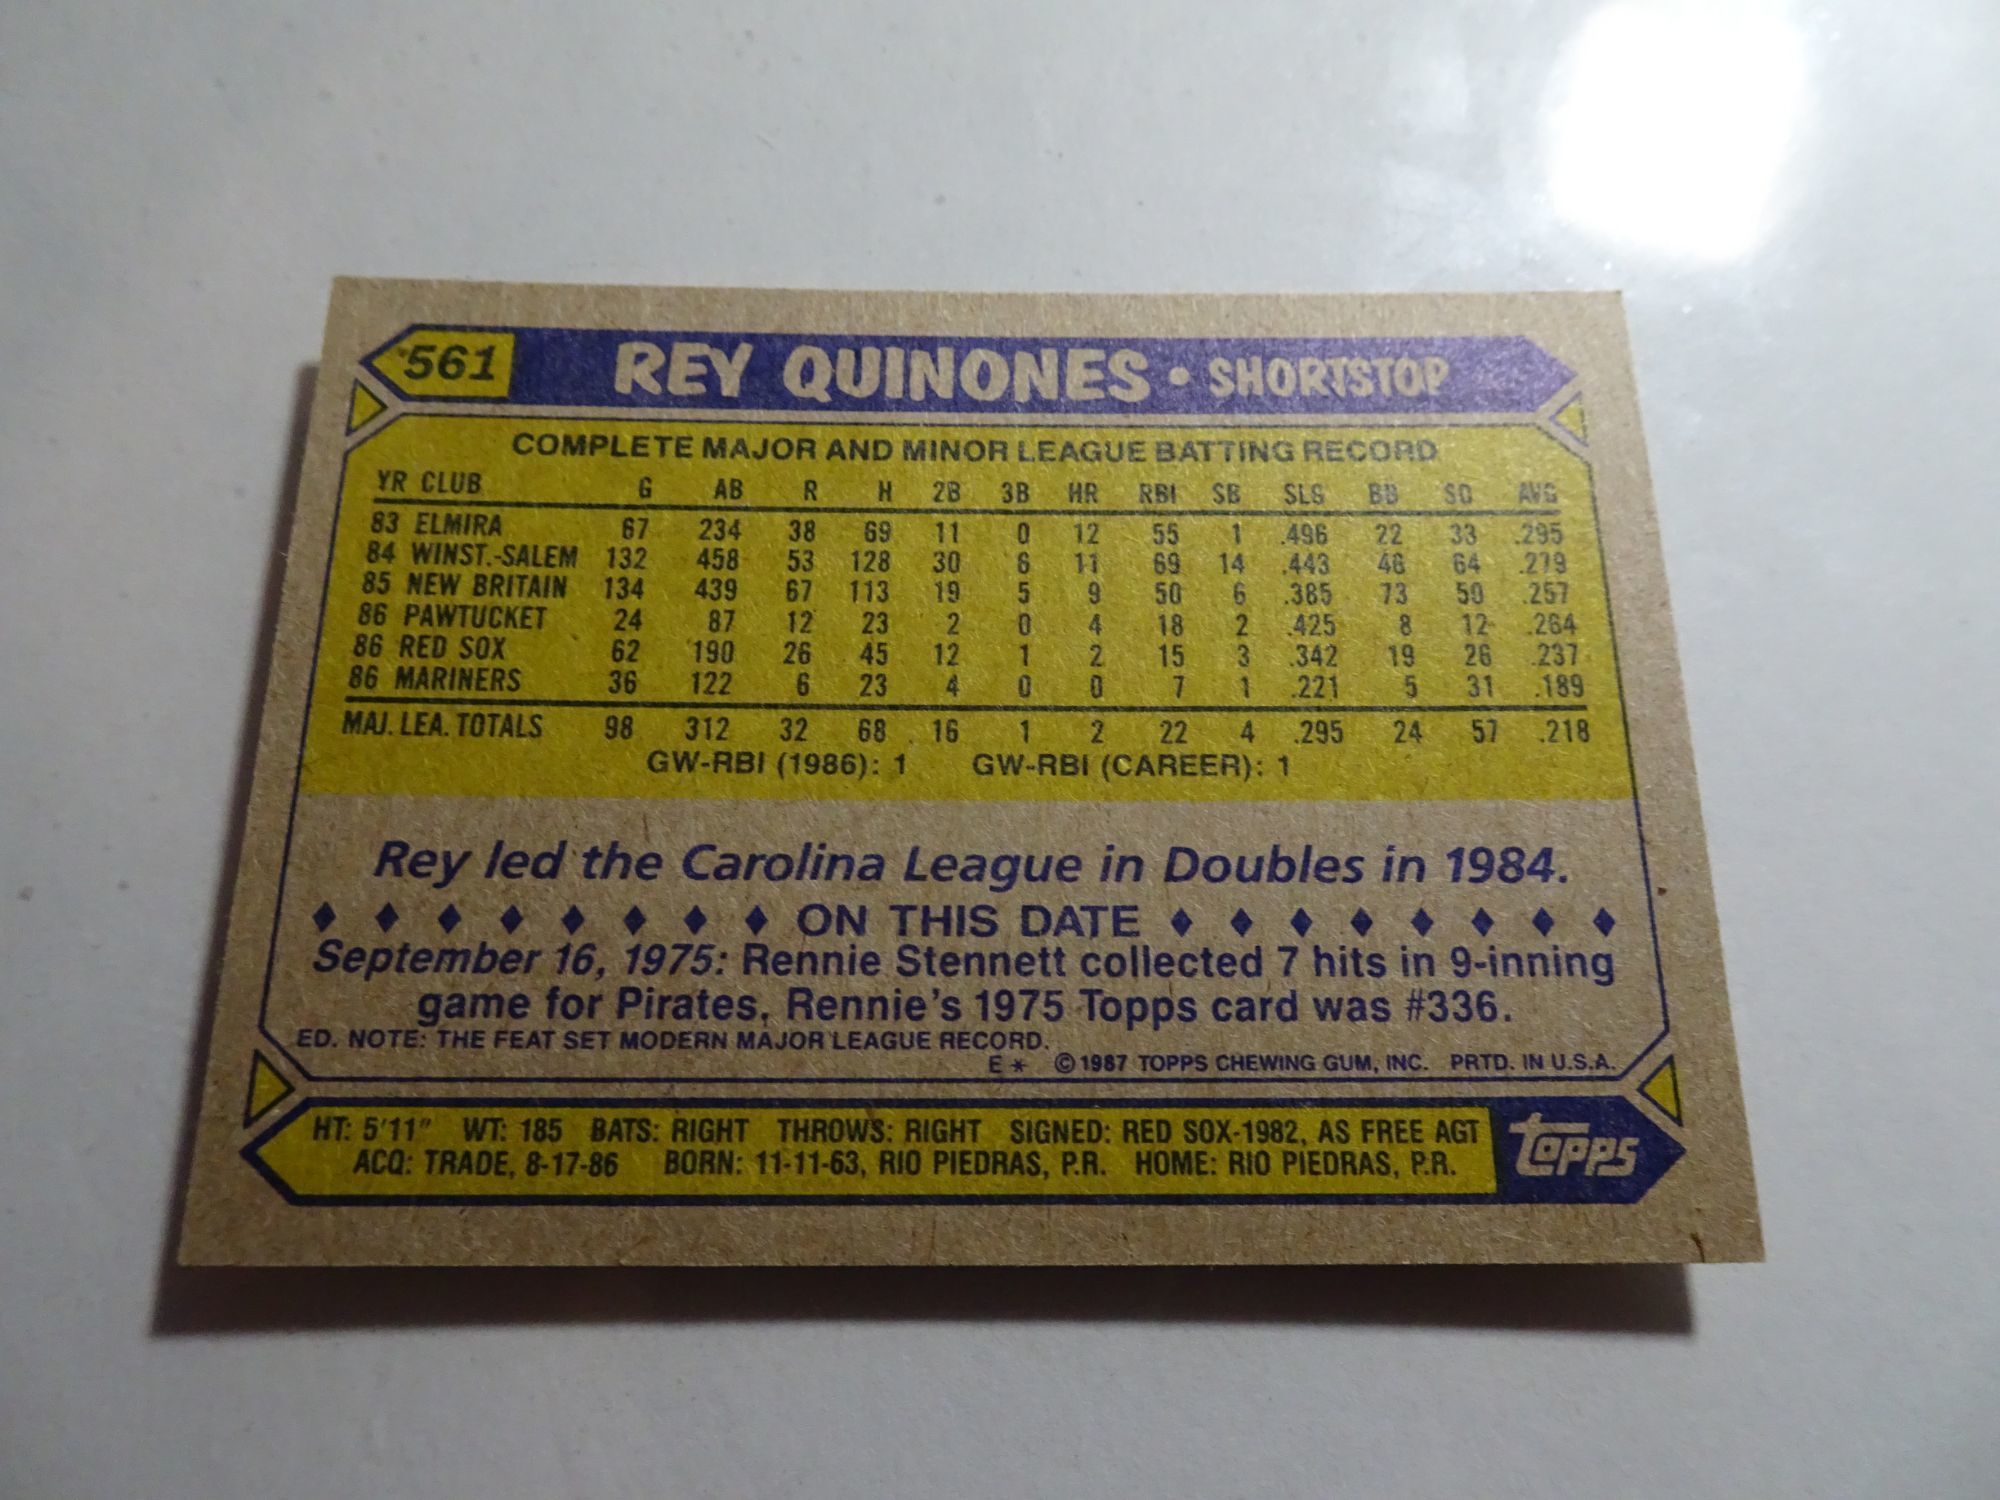 561 REY QUINONES • SHORTSTOP
COMPLETE MAJOR AND MINOR LEAGUE BATTING RECORD
YR CLUB G AB R H 2B 3B HR RBI SB SLG BB SO AVG
83 ELMIRA 67 234 38 69 11 0 12 55 1 .496 22 33 .295
84 WINST.-SALEM 132 458 53 128 30 6 11 69 14 .443 46 64 .279
85 NEW BRITAIN 134 439 67 113 19 5 9 50 6 .385 73 50 .257
86 PAWTUCKET 24 87 12 23 2 0 4 18 2 .425 8 12 .264
86 RED SOX 62 190 26 45 12 1 2 15 3 .342 19 26 .237
86 MARINERS 36 122 6 23 4 0 0 7 1 .221 5 31 .189
MAJ. LEA. TOTALS 98 312 32 68 16 1 2 22 4 .295 24 57 .218
GW-RBI (1986): 1 GW-RBI (CAREER): 1
Rey led the Carolina League in Doubles in 1984.
♦ ♦ ♦ ♦ ♦ ♦ ♦ ♦ ON THIS DATE ♦ ♦ ♦ ♦ ♦ ♦ ♦ ♦
September 16, 1975: Rennie Stennett collected 7 hits in 9-inning
game for Pirates, Rennie's 1975 Topps card was #336.
ED. NOTE: THE FEAT SET MODERN MAJOR LEAGUE RECORD.
E * © 1987 TOPPS CHEWING GUM, INC. PRTD. IN U.S.A.
HT: 5'11" WT: 185 BATS: RIGHT THROWS: RIGHT SIGNED: RED SOX-1982, AS FREE AGT
ACQ: TRADE, 8-17-86 BORN: 11-11-63, RIO PIEDRAS, P.R. HOME: RIO PIEDRAS, P.R.
topps